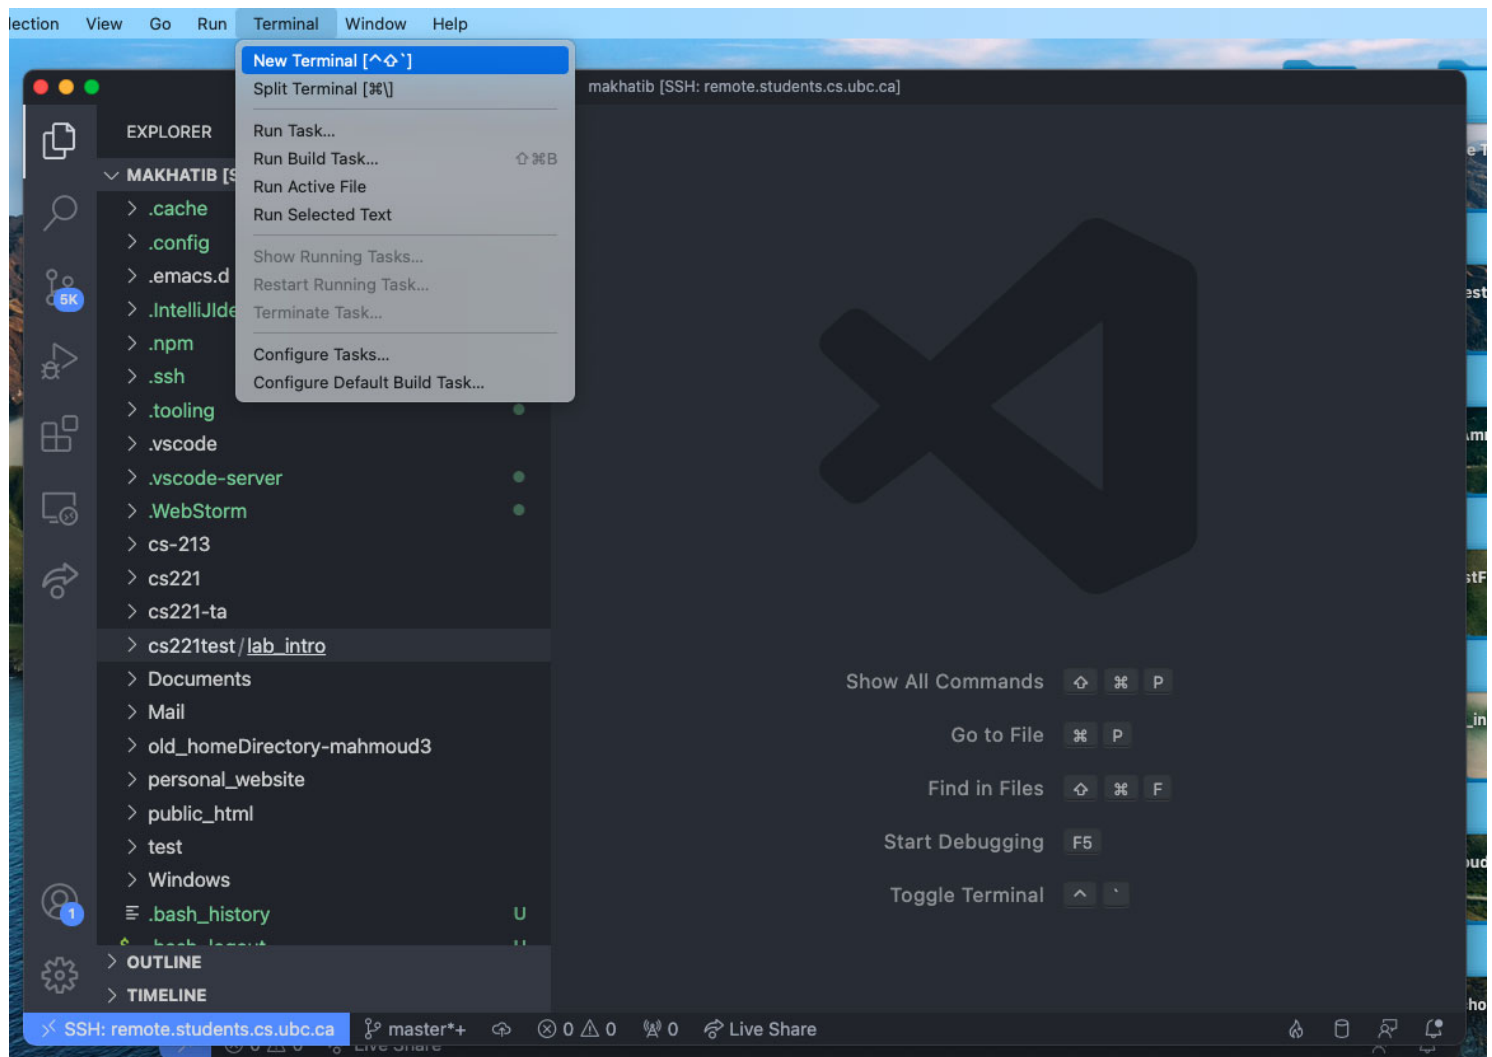 lection View Go Run Terminal Window Help
New Terminal [^⇧`]
Split Terminal [⌘\]
Run Task...
Run Build Task... ⇧⌘B
Run Active File
Run Selected Text
Show Running Tasks...
Restart Running Task...
Terminate Task...
Configure Tasks...
Configure Default Build Task...
makhatib [SSH: remote.students.cs.ubc.ca]
EXPLORER
MAKHATIB [S
.cache
.config
.emacs.d
.IntelliJIde
.npm
.ssh
.tooling
.vscode
.vscode-server
.WebStorm
cs-213
cs221
cs221-ta
cs221test/lab_intro
Documents
Mail
old_homeDirectory-mahmoud3
personal_website
public_html
test
Windows
.bash_history U
.bash_logout U
OUTLINE
TIMELINE
5K
1
Show All Commands ⇧ ⌘ P
Go to File ⌘ P
Find in Files ⇧ ⌘ F
Start Debugging F5
Toggle Terminal ^ `
SSH: remote.students.cs.ubc.ca master*+ 0 0 0 Live Share
Live Share